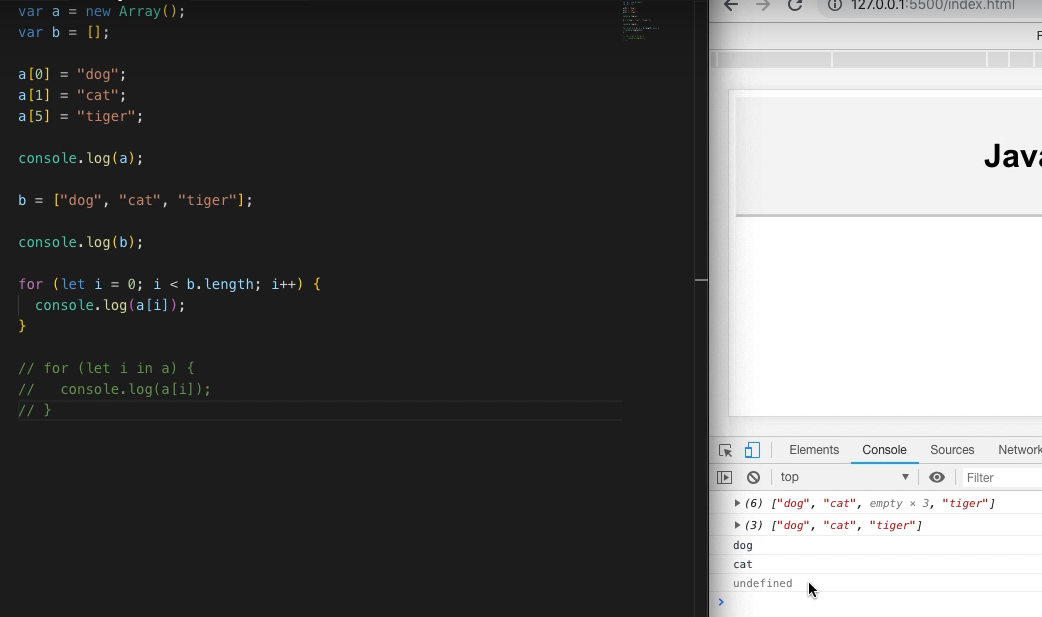 var a = new Array();
var b = [];
a[0] = "dog";
a[1] = "cat";
a[5] = "tiger";
console.log(a);
b = ["dog", "cat", "tiger"];
console.log(b);
for (let i = 0; i < b.length; i++) {
  console.log(a[i]);
}
// for (let i in a) {
//   console.log(a[i]);
// }
127.0.0.1:5500/index.html
F
Java
Elements Console Sources Network
top Filter
(6) ["dog", "cat", empty × 3, "tiger"]
(3) ["dog", "cat", "tiger"]
dog
cat
undefined